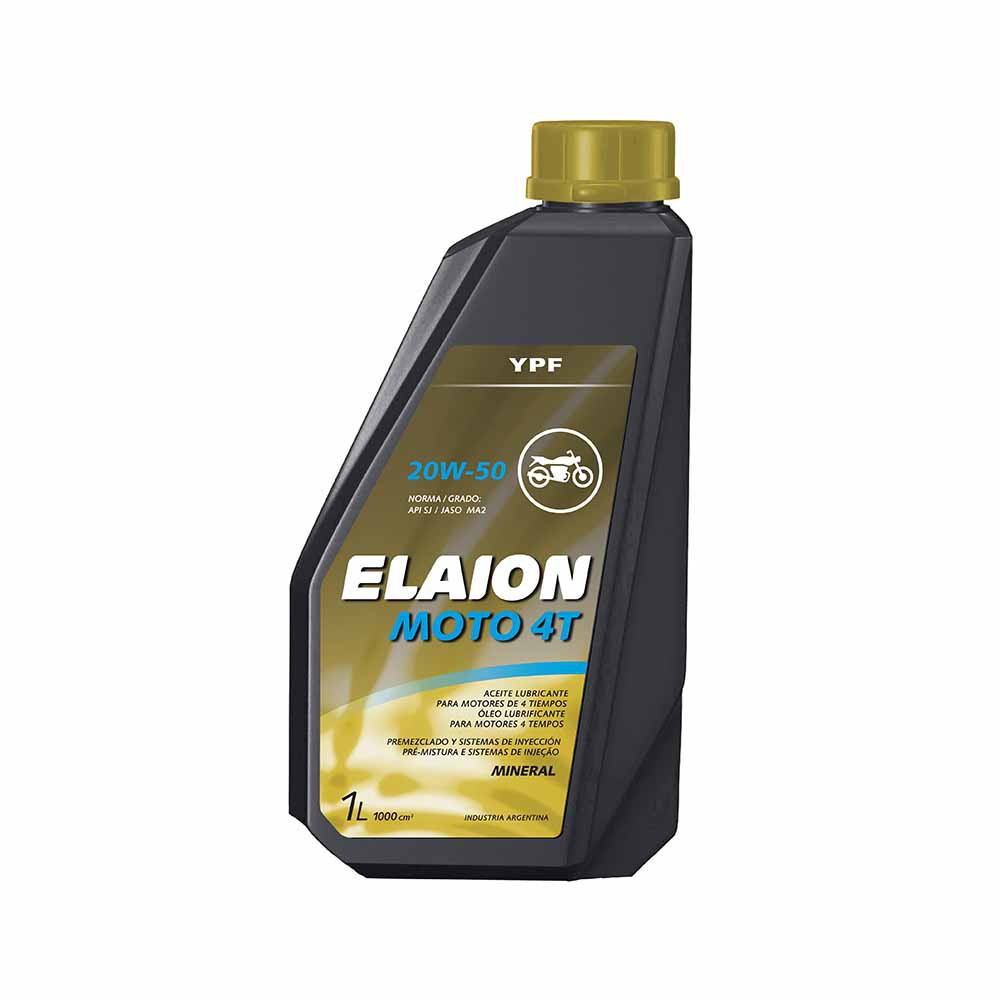 YPF
20W-50
NORMA / GRADO:
API SJ / JASO MA2
ELAION
MOTO 4T
ACEITE LUBRICANTE
PARA MOTORES DE 4 TIEMPOS
ÓLEO LUBRIFICANTE
PARA MOTORES 4 TEMPOS
PREMEZCLADO Y SISTEMAS DE INYECCIÓN
PRÉ-MISTURA E SISTEMAS DE INJEÇÃO
MINERAL
1L 1000 cm³
INDUSTRIA ARGENTINA